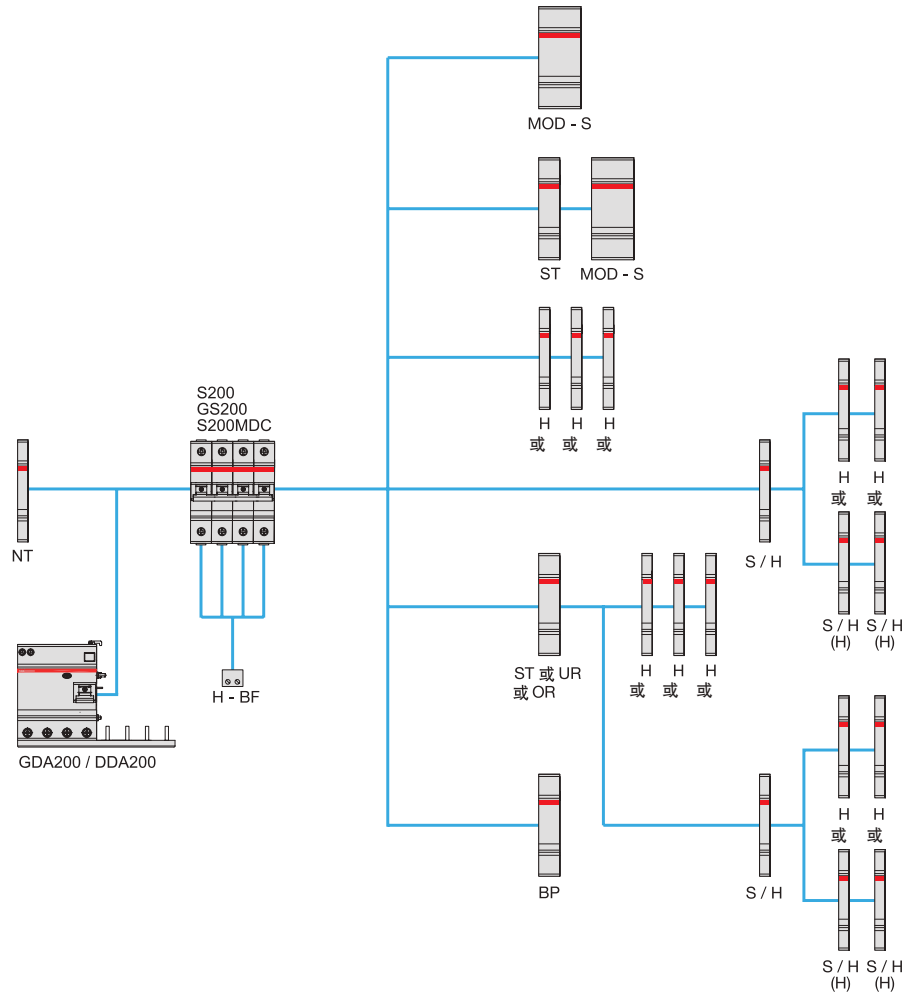 MOD - S
ST
MOD - S
H H H
或 或 或
S200
GS200
S200MDC
NT
H - BF
GDA200 / DDA200
S / H
H H
或 或
S / H S / H
(H) (H)
ST 或 UR
或 OR
H H H
或 或 或
BP
S / H
H H
或 或
S / H S / H
(H) (H)